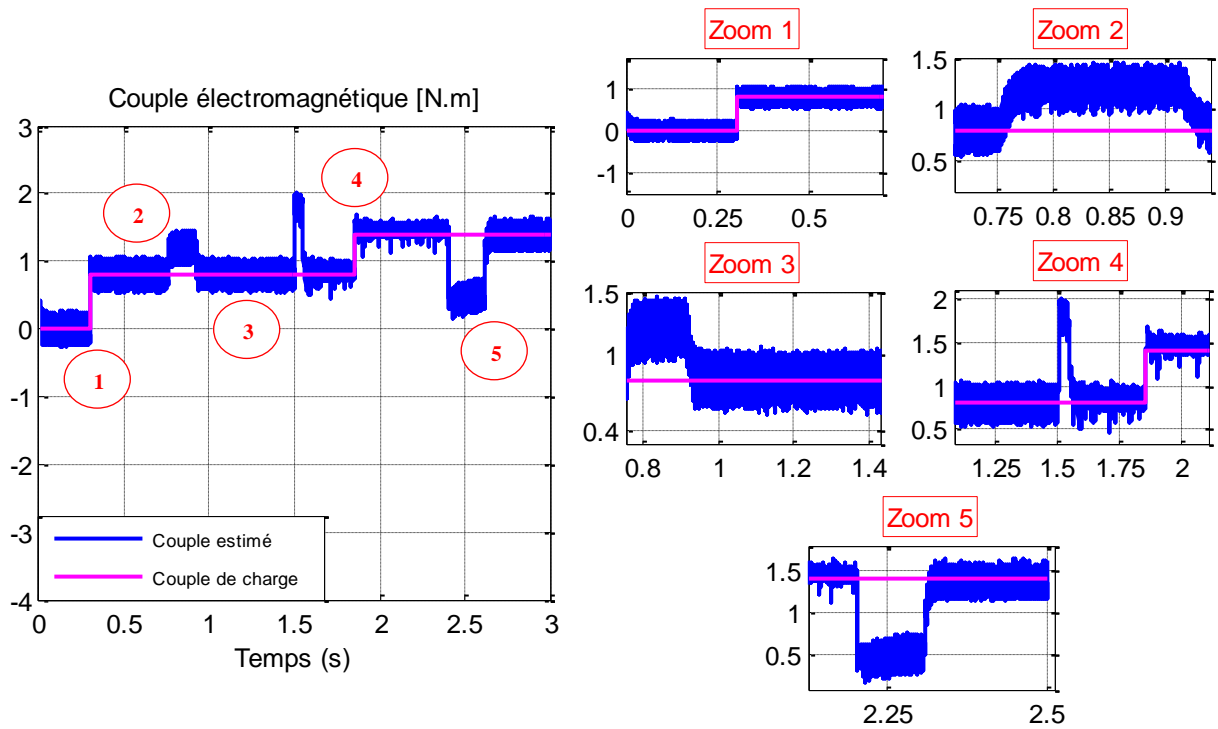 Couple électromagnétique [N.m]
3
2
1
0
-1
-2
-3
-4
0 0.5 1 1.5 2 2.5 3
Temps (s)
1
2
3
4
5
Couple estimé
Couple de charge
Zoom 1
1
0
-1
0 0.25 0.5
Zoom 2
1.5
1
0.5
0.75 0.8 0.85 0.9
Zoom 3
1.5
1
0.4
0.8 1 1.2 1.4
Zoom 4
2
1.5
1
0.5
1.25 1.5 1.75 2
Zoom 5
1.5
1
0.5
2.25 2.5